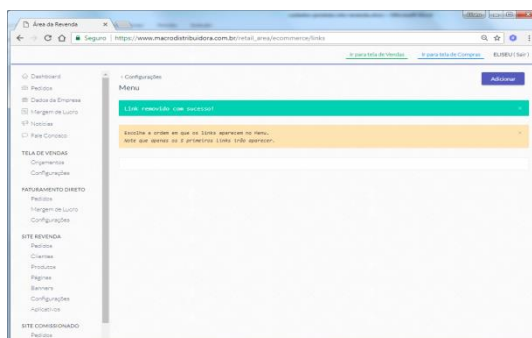 Área da Revenda
Seguro | https://www.macrodistribuidora.com.br/retail_area/ecommerce/links
Ir para tela de Vendas Ir para tela de Compras ELISEU ( Sair )
Dashboard
Pedidos
Dados da Empresa
Margem de Lucro
Notícias
Fale Conosco
TELA DE VENDAS
Orçamentos
Configurações
FATURAMENTO DIRETO
Pedidos
Margem de Lucro
Configurações
SITE REVENDA
Pedidos
Clientes
Produtos
Páginas
Banners
Configurações
Aplicativos
SITE COMISSIONADO
Pedidos
< Configurações
Menu
Adicionar
Link removido com sucesso!
Escolha a ordem em que os links aparecem no menu.
Note que apenas os primeiros links irão aparecer.